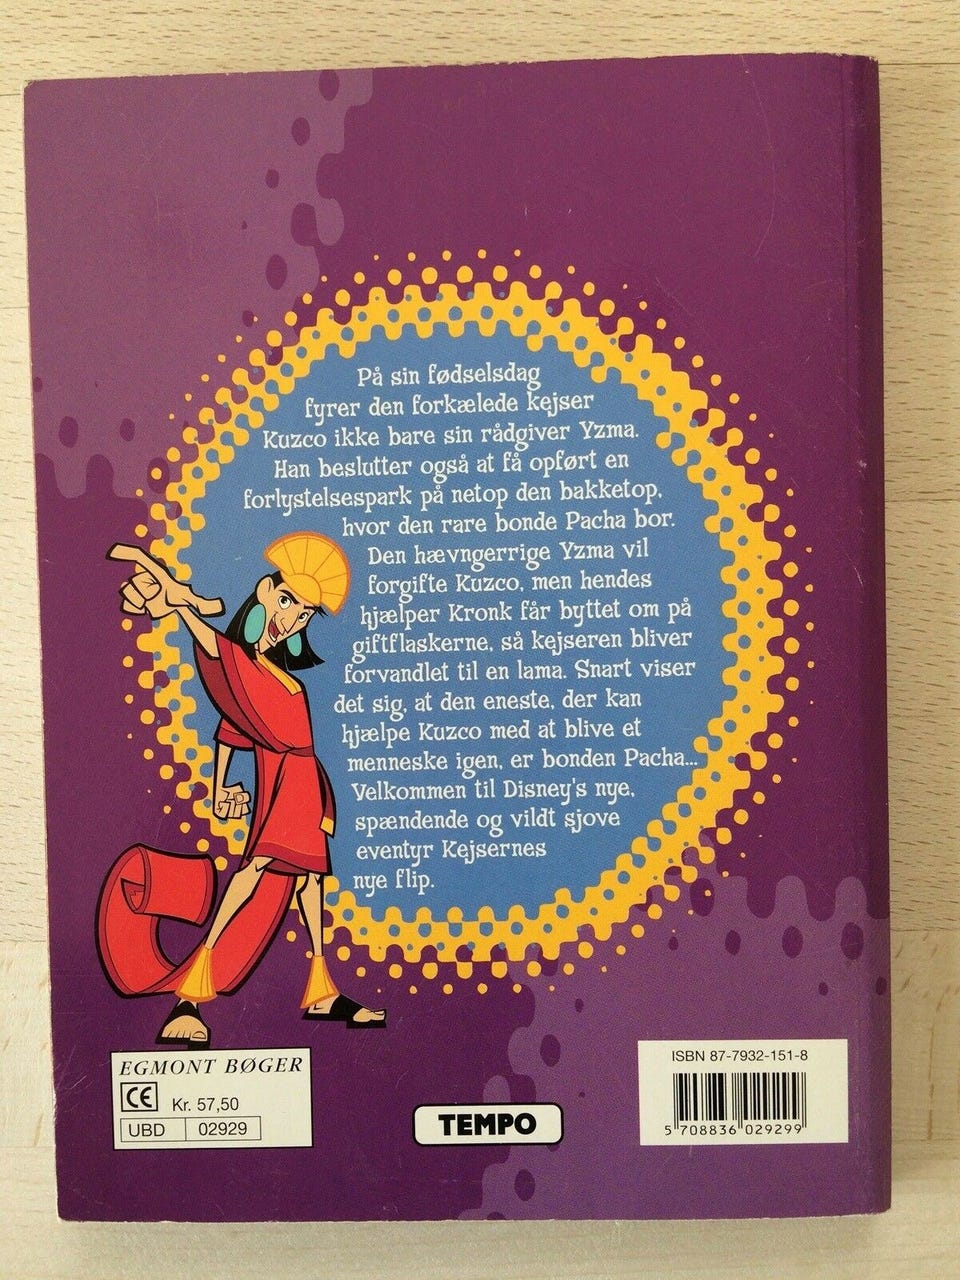 På sin fødselsdag
fyrer den forkælede kejser
Kuzco ikke bare sin rådgiver Yzma.
Han beslutter også at få opført en
forlystelsespark på netop den bakketop,
hvor den rare bonde Pacha bor.
Den hævngerrige Yzma vil
forgifte Kuzco, men hendes
hjælper Kronk får byttet om på
giftflaskerne, så kejseren bliver
forvandlet til en lama. Snart viser
det sig, at den eneste, der kan
hjælpe Kuzco med at blive et
menneske igen, er bonden Pacha...
Velkommen til Disney's nye,
spændende og vildt sjove
eventyr Kejsernes
nye flip.
EGMONT BØGER
CE Kr. 57,50
UBD 02929
TEMPO
ISBN 87-7932-151-8
5 708836 029299